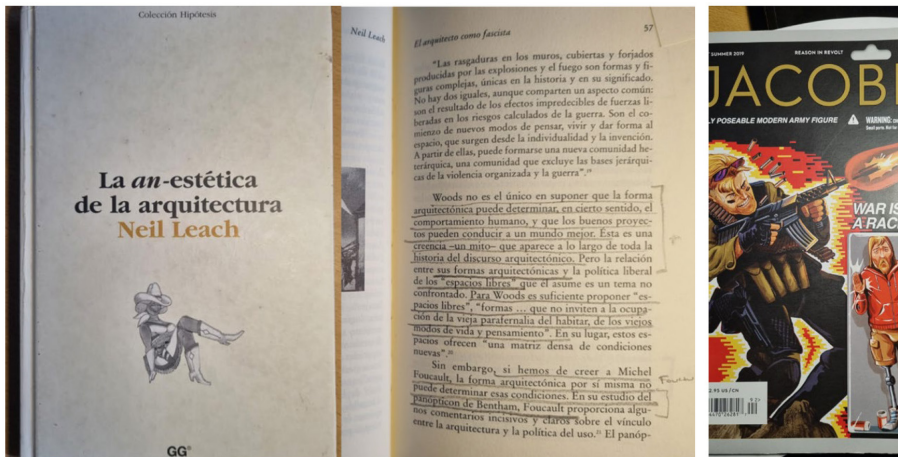 Colección Hipótesis
La an-estética
de la arquitectura
Neil Leach
GG®
Neil Leach
El arquitecto como fascista
57
"Las rasgaduras en los muros, cubiertas y forjados
producidas por las explosiones y el fuego son formas y fi-
guras complejas, únicas en la historia y en su significado.
No hay dos iguales, aunque comparten un aspecto común:
son el resultado de los efectos impredecibles de fuerzas li-
beradas en los riesgos calculados de la guerra. Son el co-
mienzo de nuevos modos de pensar, vivir y dar forma al
espacio, que surgen desde la individualidad y la invención.
A partir de ellas, puede formarse una nueva comunidad he-
terárquica, una comunidad que excluye las bases jerárqui-
cas de la violencia organizada y la guerra".
Woods no es el único en suponer que la forma
arquitectónica puede determinar, en cierto sentido, el
comportamiento humano, y que los buenos proyec-
tos pueden conducir a un mundo mejor. Ésta es una
creencia –un mito– que aparece a lo largo de toda la
historia del discurso arquitectónico. Pero la relación
entre sus formas arquitectónicas y la política liberal
de los "espacios libres" que él asume es un tema no
confrontado. Para Woods es suficiente proponer "es-
pacios libres", "formas ... que no inviten a la ocupa-
ción de la vieja parafernalia del habitar, de los viejos
modos de vida y pensamiento". En su lugar, estos es-
pacios ofrecen "una matriz densa de condiciones
nuevas".
Sin embargo, si hemos de creer a Michel
Foucault, la forma arquitectónica por sí misma no
puede determinar esas condiciones. En su estudio del
panópticon de Bentham, Foucault proporciona algu-
nos comentarios incisivos y claros sobre el vínculo
entre la arquitectura y la política del uso. El panóp-
Foucault
SUMMER 2019
REASON IN REVOLT
JACOBI
LY POSEABLE MODERN ARMY FIGURE
WARNING:
WAR IS
A RAC
2.95 US/CN